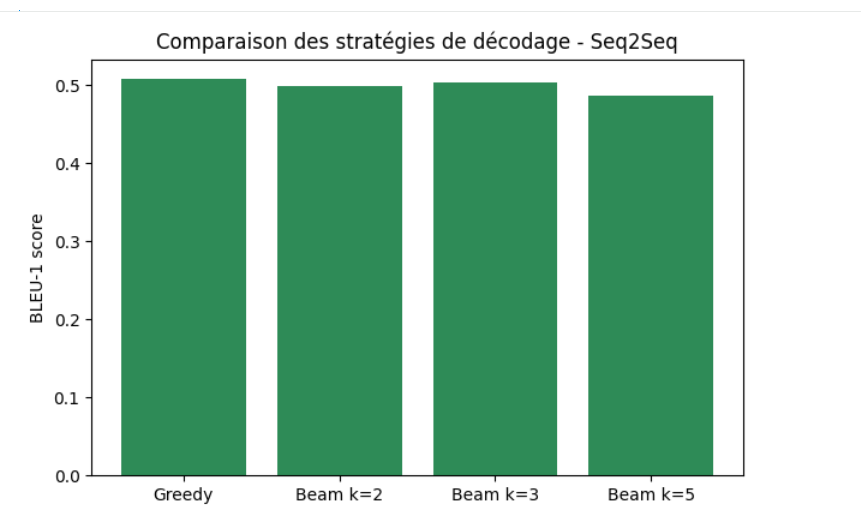 Comparaison des stratégies de décodage - Seq2Seq
BLEU-1 score
0.5
0.4
0.3
0.2
0.1
0.0
Greedy Beam k=2 Beam k=3 Beam k=5